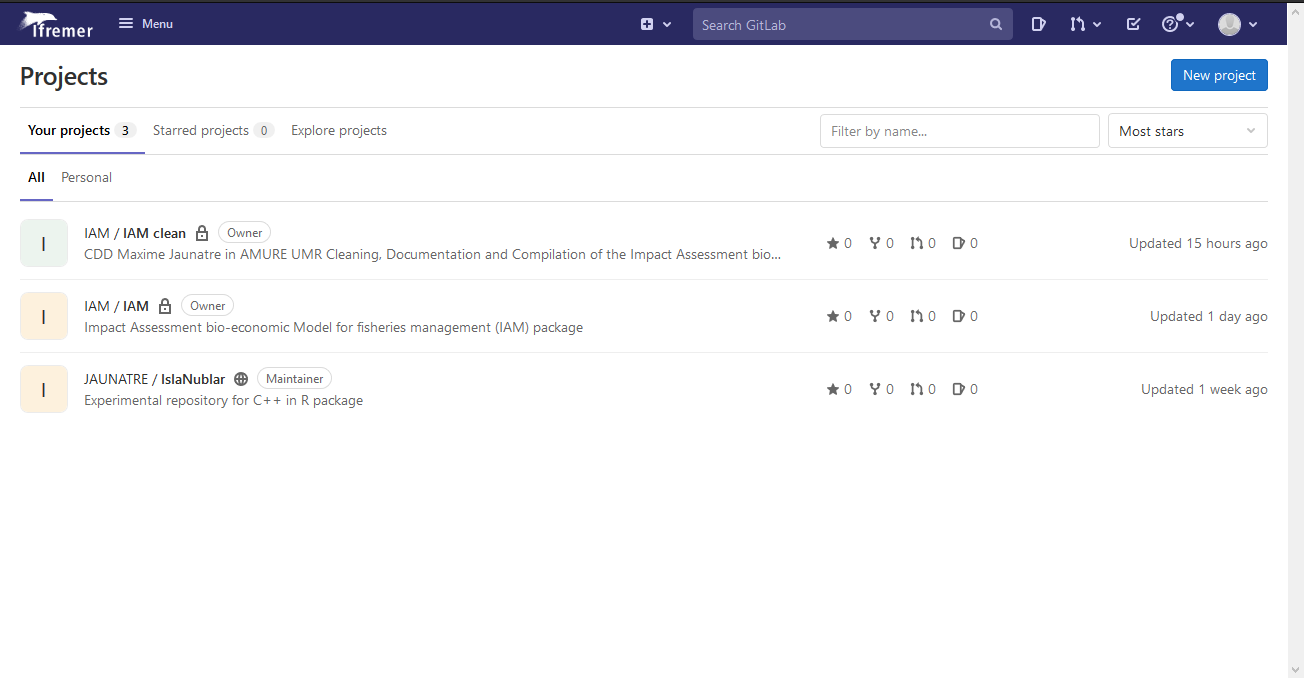 Ifremer Menu Search GitLab
Projects New project
Your projects 3 Starred projects 0 Explore projects Filter by name... Most stars
All Personal
I IAM / IAM clean Owner 0 0 0 0 Updated 15 hours ago
CDD Maxime Jaunatre in AMURE UMR Cleaning, Documentation and Compilation of the Impact Assessment bio...
I IAM / IAM Owner 0 0 0 0 Updated 1 day ago
Impact Assessment bio-economic Model for fisheries management (IAM) package
I JAUNATRE / IslaNublar Maintainer 0 0 0 0 Updated 1 week ago
Experimental repository for C++ in R package